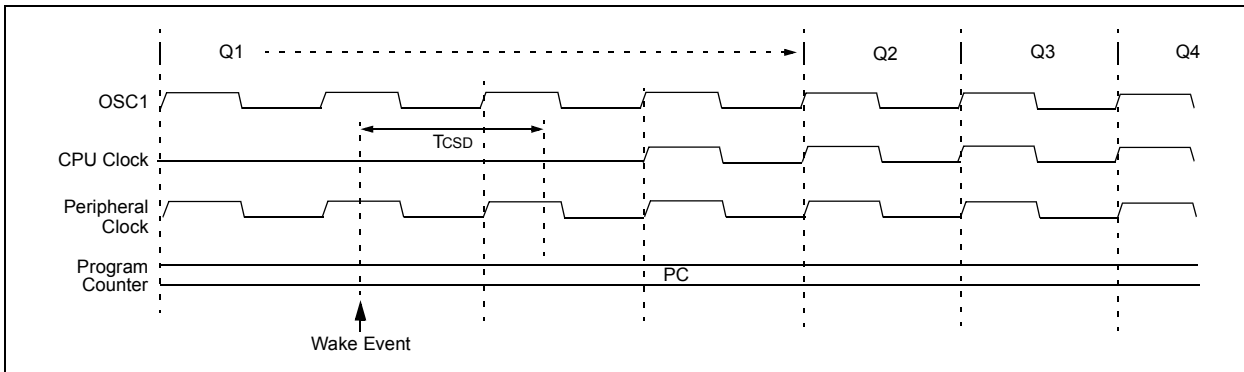 Q1
Q2
Q3
Q4
OSC1
TCSD
CPU Clock
Peripheral
Clock
Program
Counter
PC
Wake Event